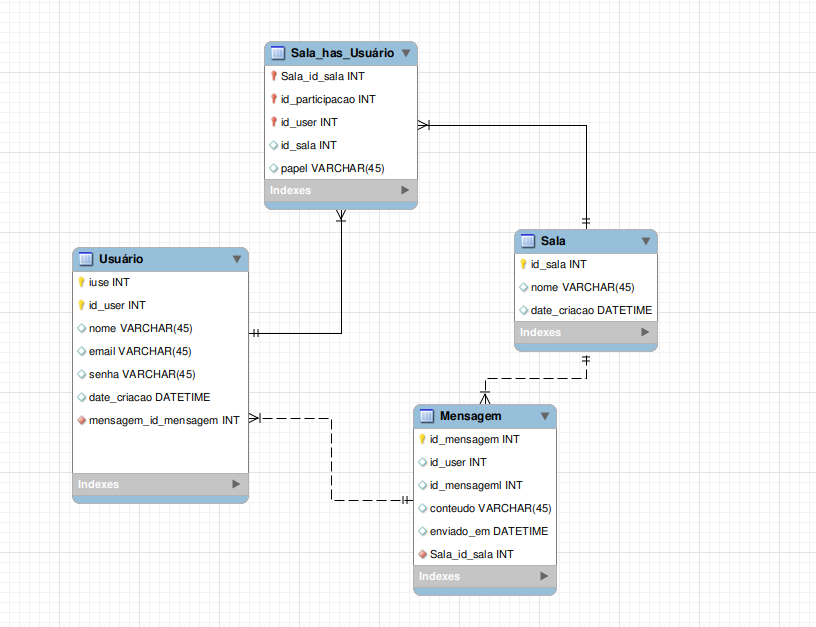 Sala_has_Usuário
Sala_id_sala INT
id_participacao INT
id_user INT
id_sala INT
papel VARCHAR(45)
Indexes
Usuário
iuse INT
id_user INT
nome VARCHAR(45)
email VARCHAR(45)
senha VARCHAR(45)
date_criacao DATETIME
mensagem_id_mensagem INT
Indexes
Sala
id_sala INT
nome VARCHAR(45)
date_criacao DATETIME
Indexes
Mensagem
id_mensagem INT
id_user INT
id_mensageml INT
conteudo VARCHAR(45)
enviado_em DATETIME
Sala_id_sala INT
Indexes